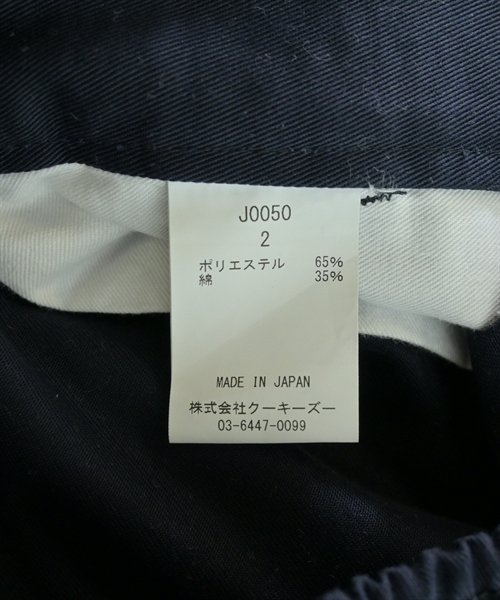 J0050
2
ポリエステル 65%
綿 35%
MADE IN JAPAN
株式会社クーキーズー
03-6447-0099